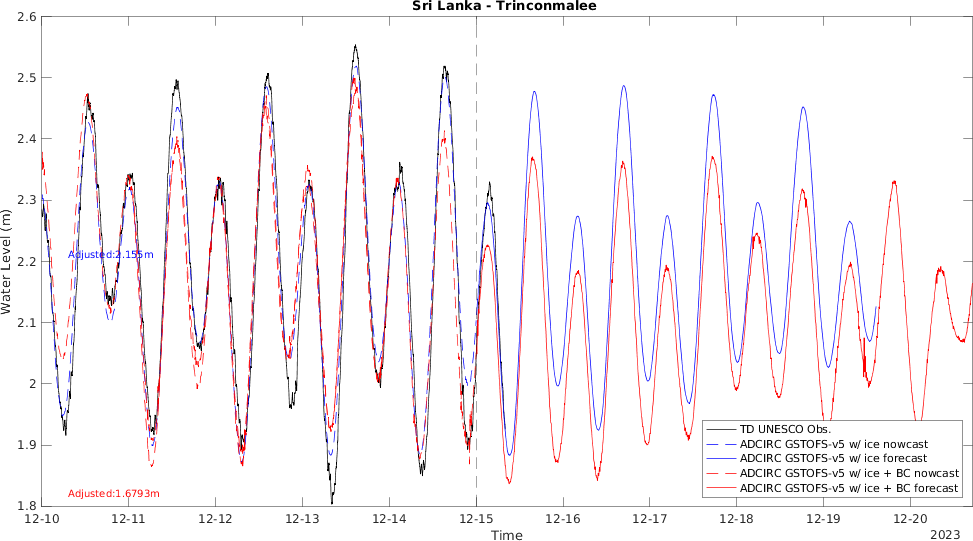 Sri Lanka - Trinconmalee
2.6
2.5
2.4
2.3
2.2
2.1
2
1.9
1.8
Water Level (m)
Adjusted:2.155m
Adjusted:1.6793m
TD UNESCO Obs.
ADCIRC GSTOFS-v5 w/ ice nowcast
ADCIRC GSTOFS-v5 w/ ice forecast
ADCIRC GSTOFS-v5 w/ ice + BC nowcast
ADCIRC GSTOFS-v5 w/ ice + BC forecast
12-10 12-11 12-12 12-13 12-14 12-15 12-16 12-17 12-18 12-19 12-20
Time
2023